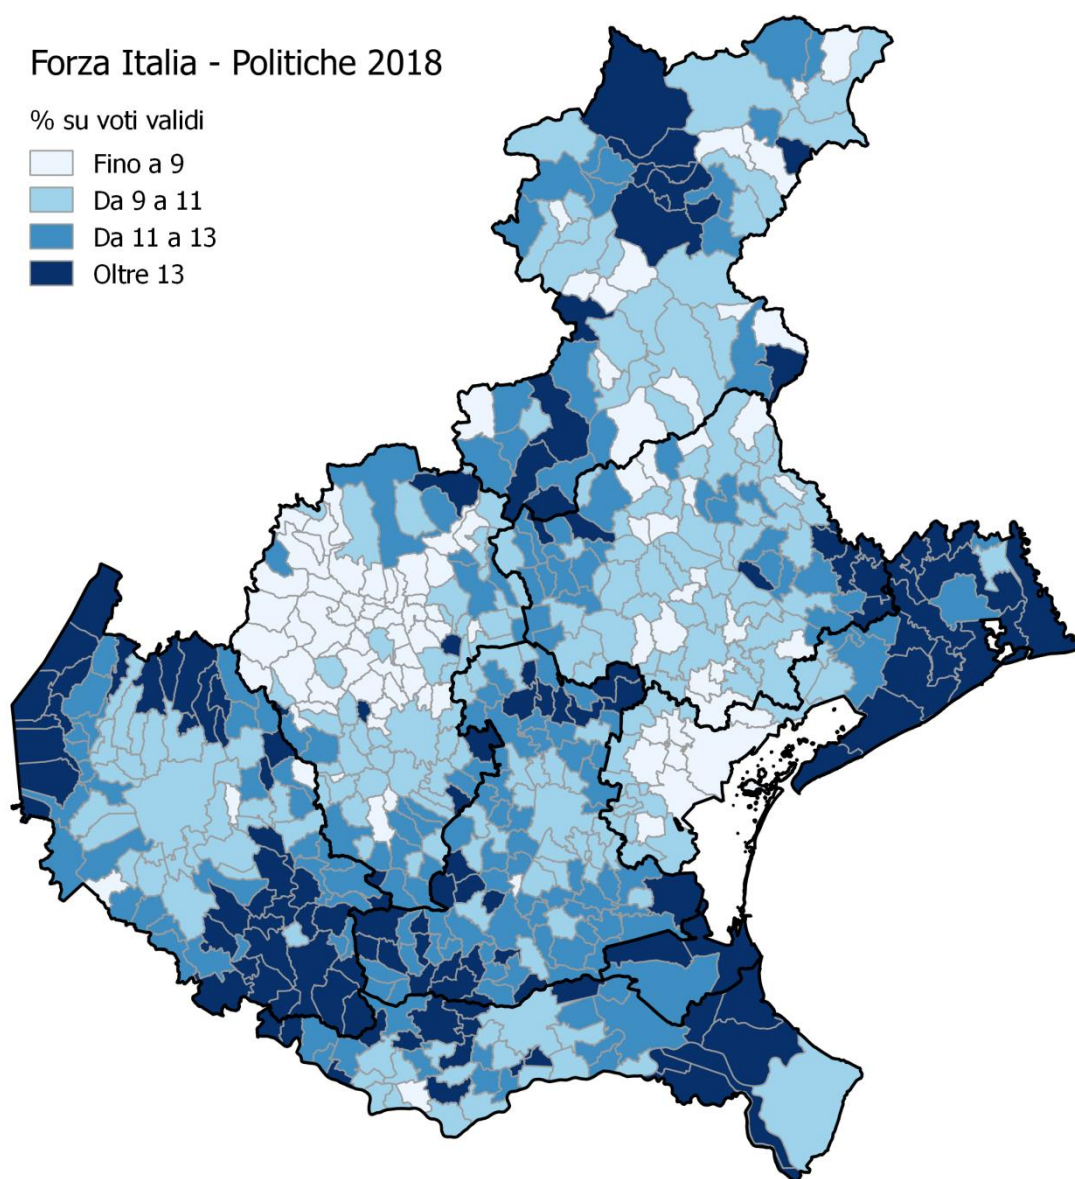 Forza Italia - Politiche 2018
% su voti validi
Fino a 9
Da 9 a 11
Da 11 a 13
Oltre 13